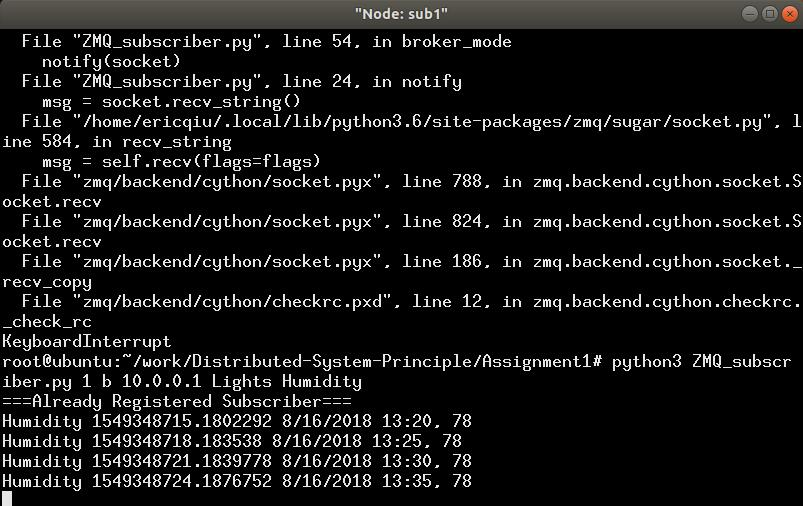 "Node: sub1"
File "ZMQ_subscriber.py", line 54, in broker_mode
notify(socket)
File "ZMQ_subscriber.py", line 24, in notify
msg = socket.recv_string()
File "/home/ericqiu/.local/lib/python3.6/site-packages/zmq/sugar/socket.py", l
ine 584, in recv_string
msg = self.recv(flags=flags)
File "zmq/backend/cython/socket.pyx", line 788, in zmq.backend.cython.socket.S
ocket.recv
File "zmq/backend/cython/socket.pyx", line 824, in zmq.backend.cython.socket.S
ocket.recv
File "zmq/backend/cython/socket.pyx", line 186, in zmq.backend.cython.socket._
recv_copy
File "zmq/backend/cython/checkrc.pxd", line 12, in zmq.backend.cython.checkrc.
_check_rc
KeyboardInterrupt
root@ubuntu:~/work/Distributed-System-Principle/Assignment1# python3 ZMQ_subscr
iber.py 1 b 10.0.0.1 Lights Humidity
===Already Registered Subscriber===
Humidity 1549348715.1802292 8/16/2018 13:20, 78
Humidity 1549348718.183538 8/16/2018 13:25, 78
Humidity 1549348721.1839778 8/16/2018 13:30, 78
Humidity 1549348724.1876752 8/16/2018 13:35, 78